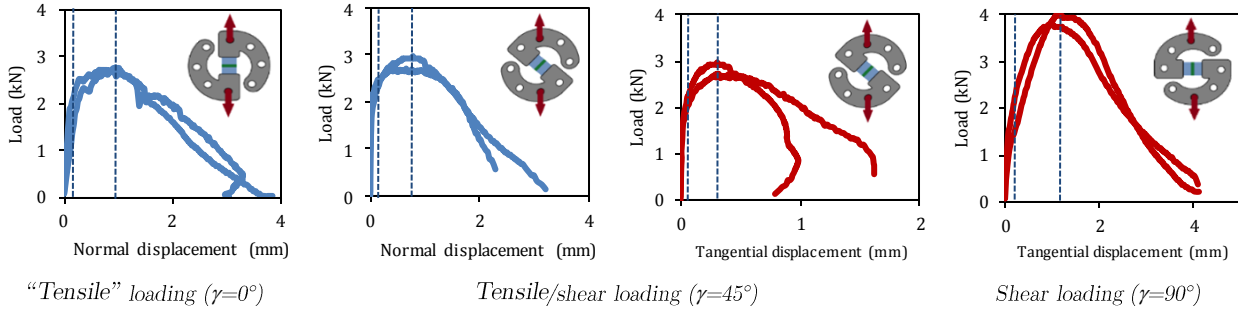 Load (kN)
4
3
2
1
0
0 2 4
Normal displacement (mm)
Load (kN)
4
3
2
1
0
0 2 4
Normal displacement (mm)
Load (kN)
4
3
2
1
0
0 1 2
Tangential displacement (mm)
Load (kN)
4
3
2
1
0
0 2 4
Tangential displacement (mm)
“Tensile” loading (γ=0°)
Tensile/shear loading (γ=45°)
Shear loading (γ=90°)